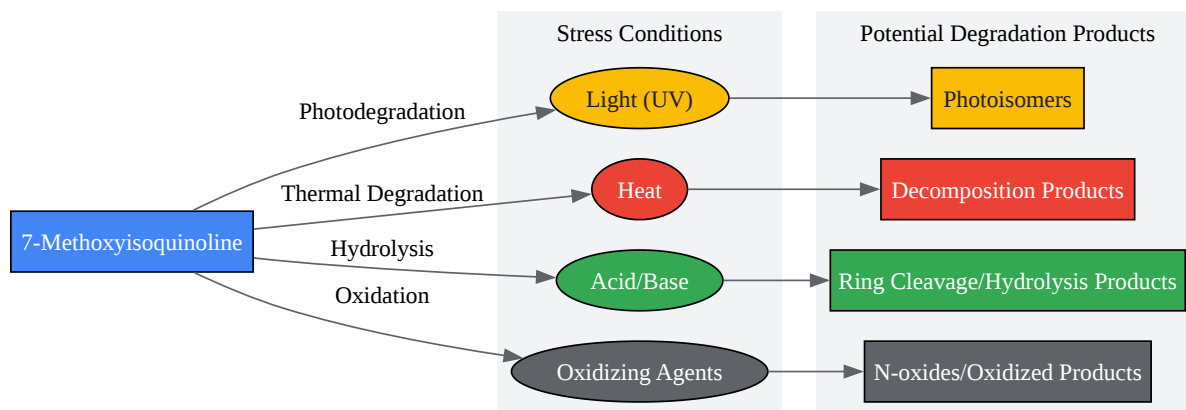 Stress Conditions
Potential Degradation Products
Photodegradation
Light (UV)
Photoisomers
Thermal Degradation
Heat
Decomposition Products
7-Methoxyisoquinoline
Hydrolysis
Acid/Base
Ring Cleavage/Hydrolysis Products
Oxidation
Oxidizing Agents
N-oxides/Oxidized Products